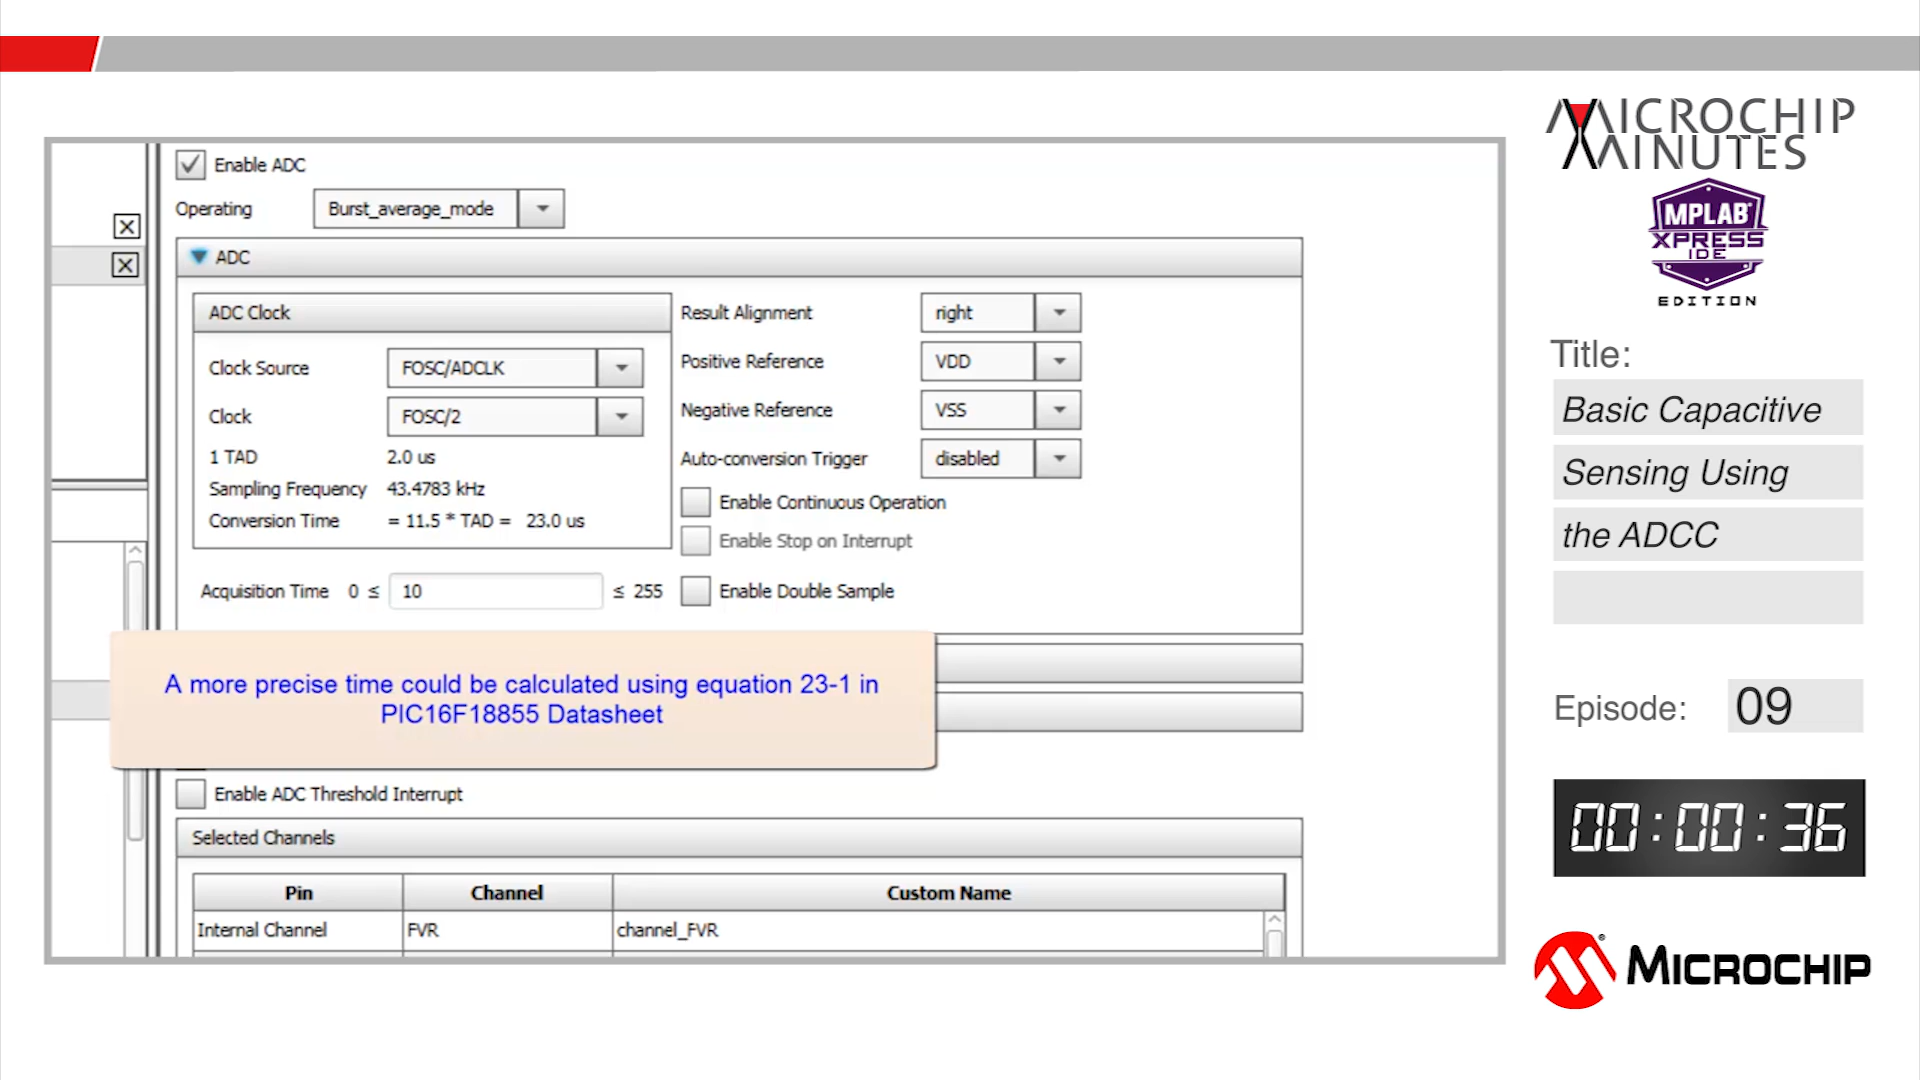 MICROCHIP
MINUTES
MPLAB®
XPRESS
IDE
EDITION
Enable ADC
Operating Burst_average_mode
ADC
ADC Clock
Clock Source FOSC/ADCLK
Clock FOSC/2
1 TAD 2.0 us
Sampling Frequency 43.4783 kHz
Conversion Time = 11.5 * TAD = 23.0 us
Acquisition Time 0 ≤ 10 ≤ 255
Result Alignment right
Positive Reference VDD
Negative Reference VSS
Auto-conversion Trigger disabled
Enable Continuous Operation
Enable Stop on Interrupt
Enable Double Sample
A more precise time could be calculated using equation 23-1 in
PIC16F18855 Datasheet
Enable ADC Threshold Interrupt
Selected Channels
Pin Channel Custom Name
Internal Channel FVR channel_FVR
Title:
Basic Capacitive
Sensing Using
the ADCC
Episode: 09
00:00:36
MICROCHIP